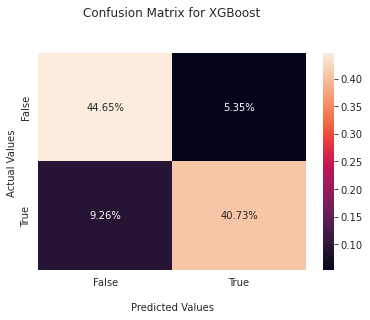 Confusion Matrix for XGBoost
Actual Values
False
True
44.65%
5.35%
9.26%
40.73%
False
True
Predicted Values
0.40
0.35
0.30
0.25
0.20
0.15
0.10